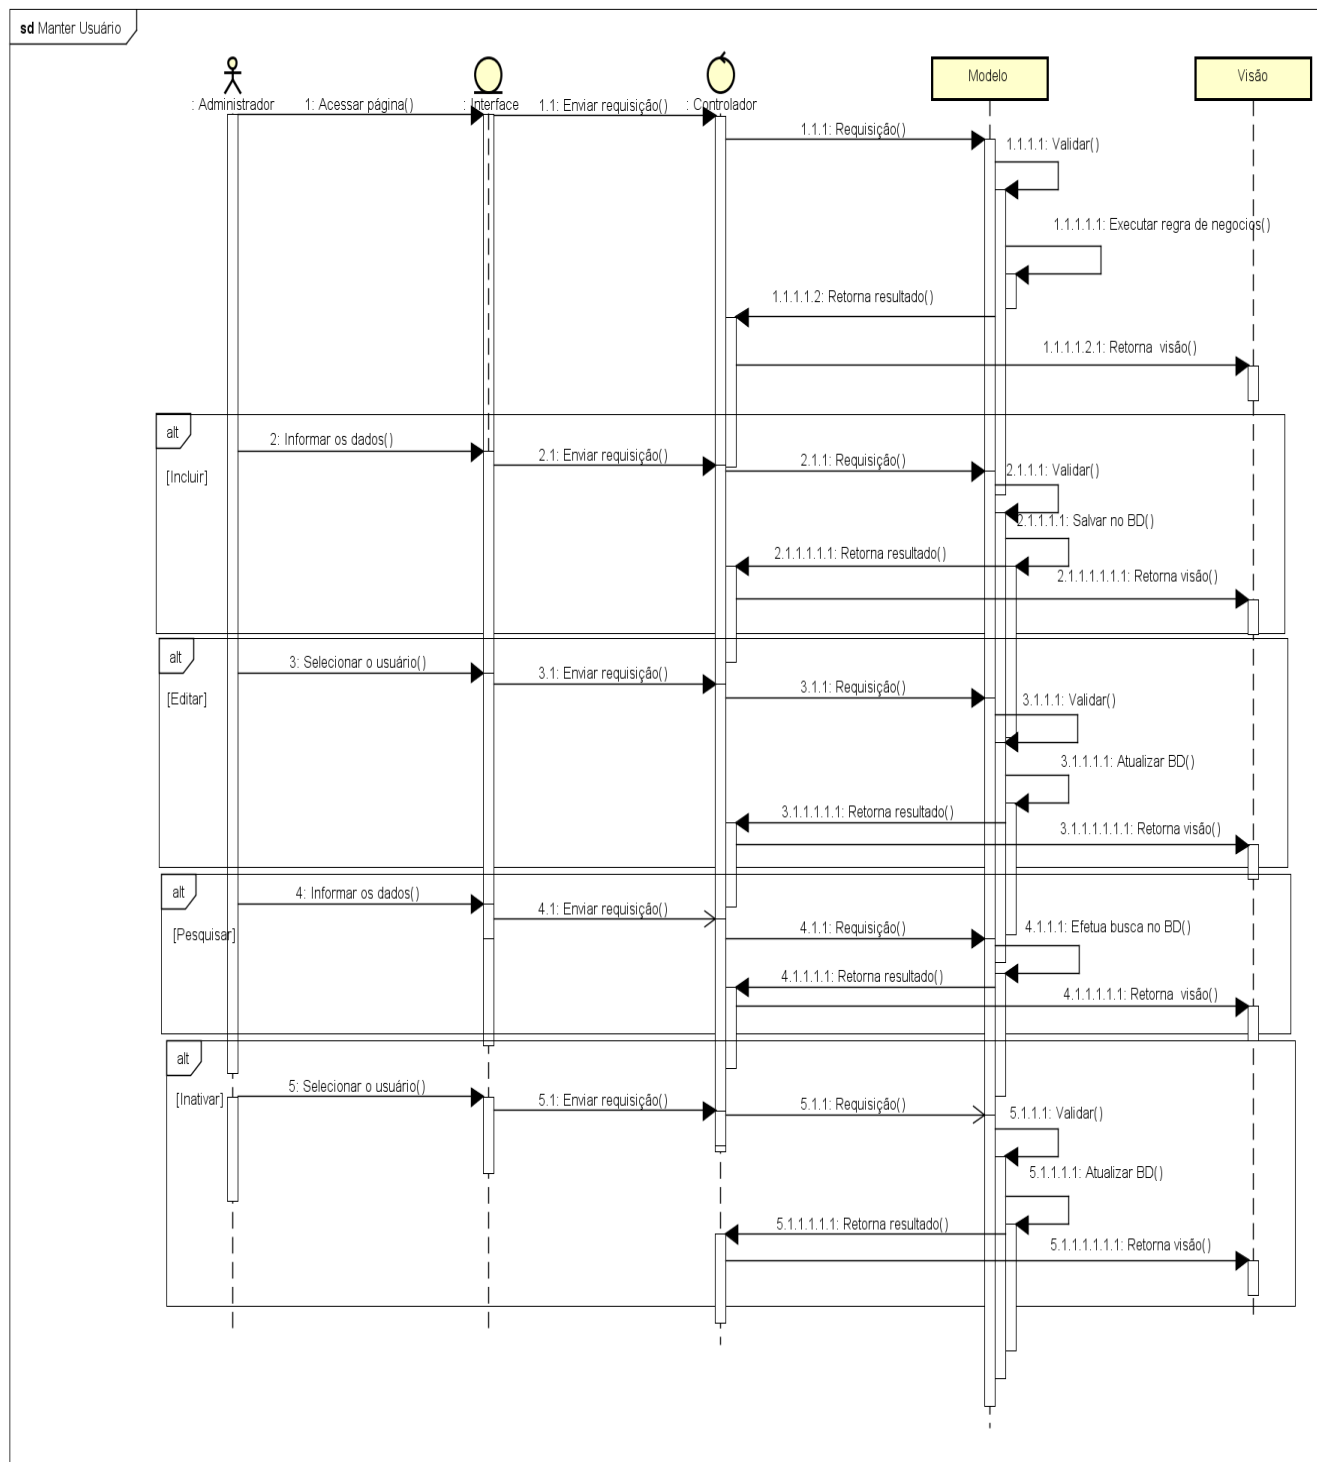 sd Manter Usuário
Modelo
Visão
: Administrador
1: Acessar página()
: Interface
1.1: Enviar requisição()
: Controlador
1.1.1: Requisição()
1.1.1.1: Validar()
1.1.1.1.1: Executar regra de negocios()
1.1.1.1.2: Retorna resultado()
1.1.1.1.2.1: Retorna  visão()
alt
[Incluir]
2: Informar os dados()
2.1: Enviar requisição()
2.1.1: Requisição()
2.1.1.1: Validar()
2.1.1.1.1: Salvar no BD()
2.1.1.1.1.1: Retorna resultado()
2.1.1.1.1.1.1: Retorna visão()
alt
[Editar]
3: Selecionar o usuário()
3.1: Enviar requisição()
3.1.1: Requisição()
3.1.1.1: Validar()
3.1.1.1.1: Atualizar BD()
3.1.1.1.1.1: Retorna resultado()
3.1.1.1.1.1.1: Retorna visão()
alt
[Pesquisar]
4: Informar os dados()
4.1: Enviar requisição()
4.1.1: Requisição()
4.1.1.1: Efetua busca no BD()
4.1.1.1.1: Retorna resultado()
4.1.1.1.1.1: Retorna  visão()
alt
[Inativar]
5: Selecionar o usuário()
5.1: Enviar requisição()
5.1.1: Requisição()
5.1.1.1: Validar()
5.1.1.1.1: Atualizar BD()
5.1.1.1.1.1: Retorna resultado()
5.1.1.1.1.1.1: Retorna visão()